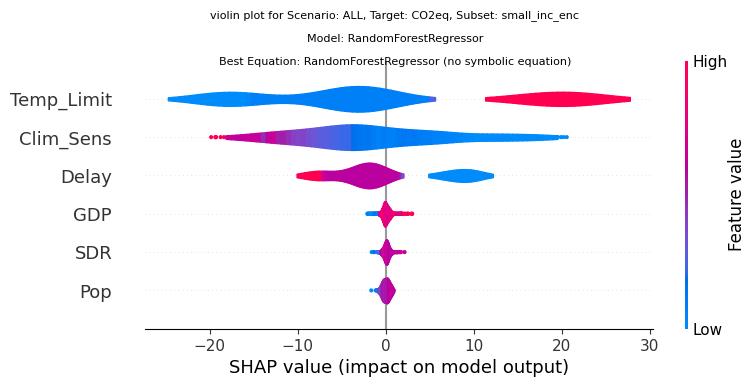 violin plot for Scenario: ALL, Target: CO2eq, Subset: small_inc_enc
Model: RandomForestRegressor
Best Equation: RandomForestRegressor (no symbolic equation)
High
Temp_Limit
Clim_Sens
Delay
GDP
SDR
Pop
Feature value
Low
−20 −10 0 10 20 30
SHAP value (impact on model output)